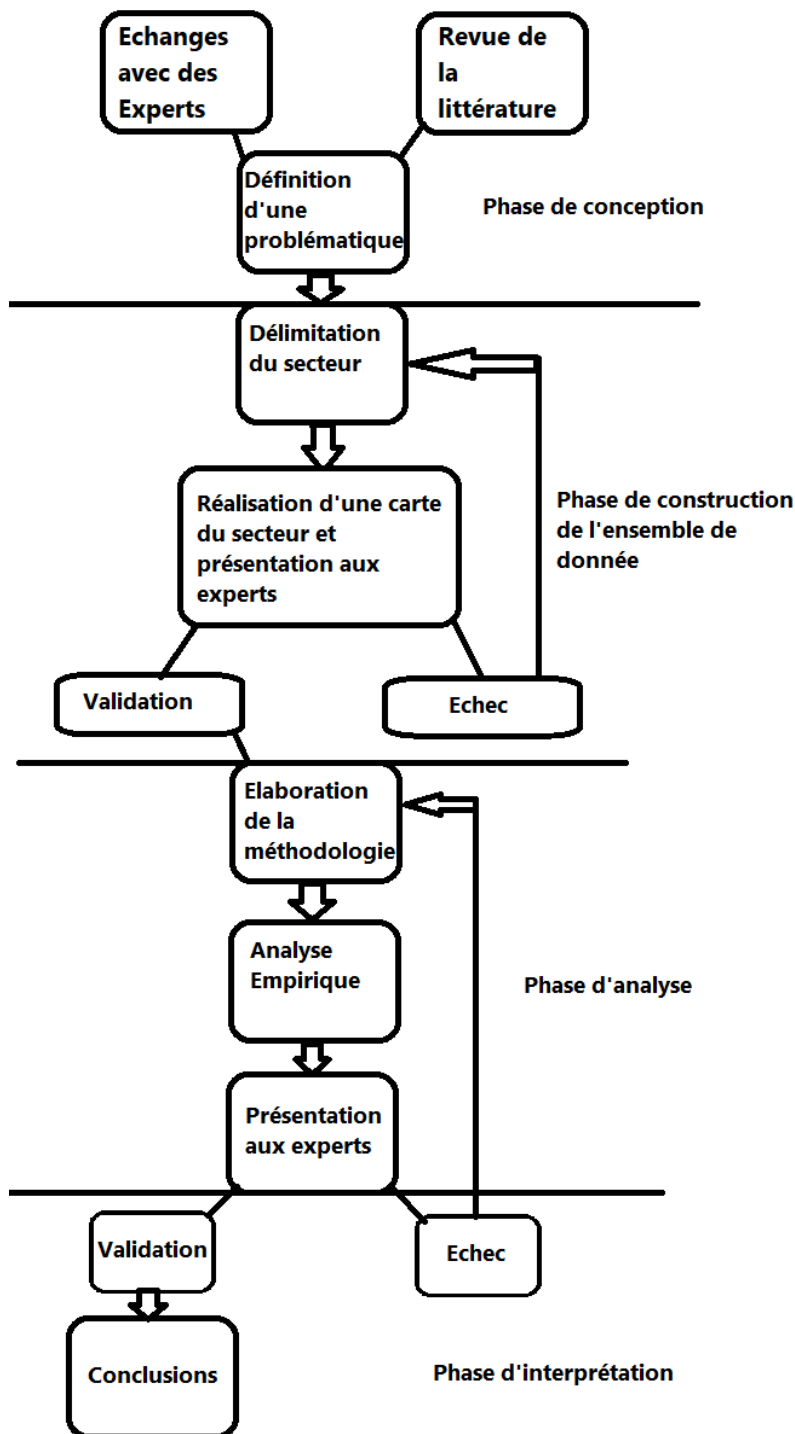 Echanges
avec des
Experts
Revue de
la
littérature
Définition
d'une
problématique
Phase de conception
Délimitation
du secteur
Réalisation d'une carte
du secteur et
présentation aux
experts
Phase de construction
de l'ensemble de
donnée
Validation
Echec
Elaboration
de la
méthodologie
Analyse
Empirique
Phase d'analyse
Présentation
aux experts
Validation
Echec
Conclusions
Phase d'interprétation